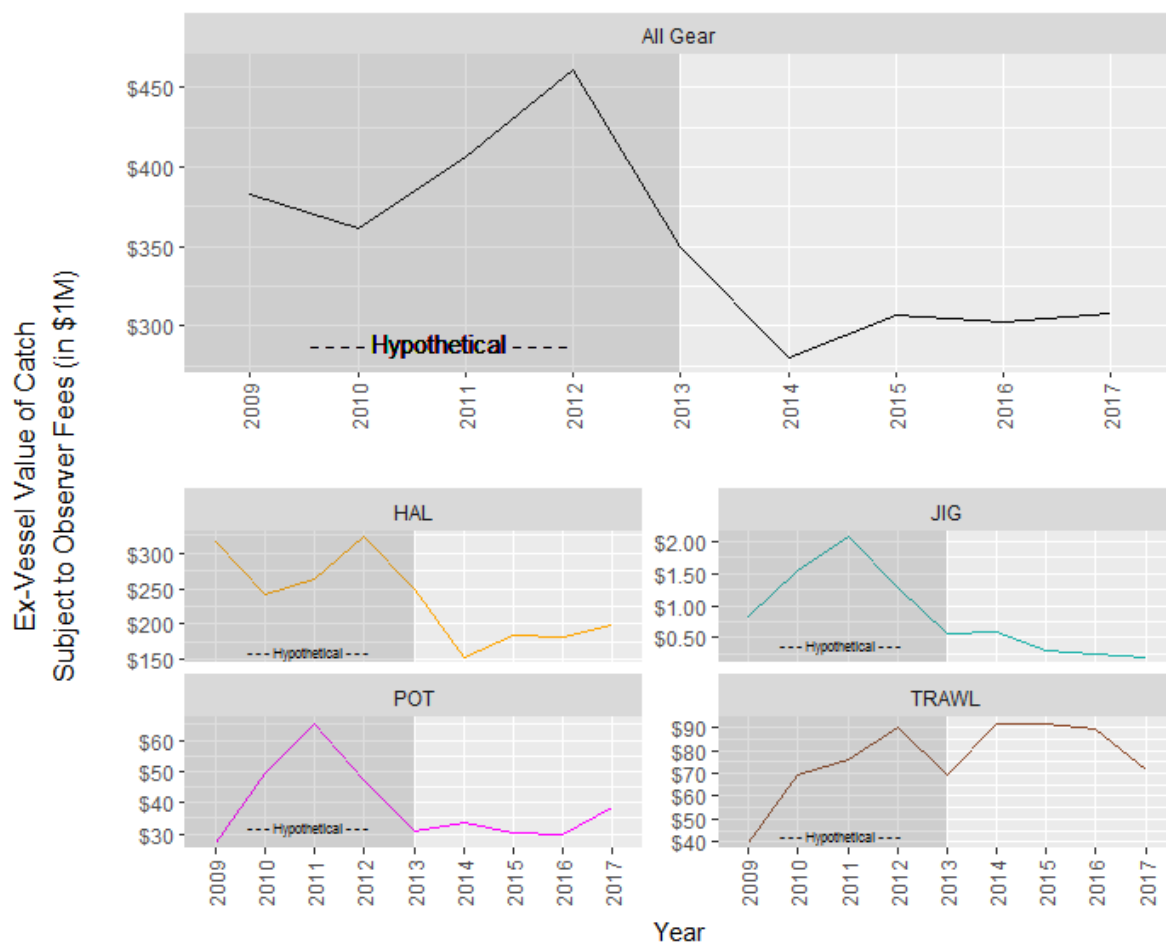 All Gear
$450
$400
$350
$300
---- Hypothetical ----
2009 2010 2011 2012 2013 2014 2015 2016 2017
Ex-Vessel Value of Catch
Subject to Observer Fees (in $1M)
HAL
$300
$250
$200
$150
--- Hypothetical ---
JIG
$2.00
$1.50
$1.00
$0.50
--- Hypothetical ---
POT
$60
$50
$40
$30
--- Hypothetical ---
2009 2010 2011 2012 2013 2014 2015 2016 2017
TRAWL
$90
$80
$70
$60
$50
$40
--- Hypothetical ---
2009 2010 2011 2012 2013 2014 2015 2016 2017
Year